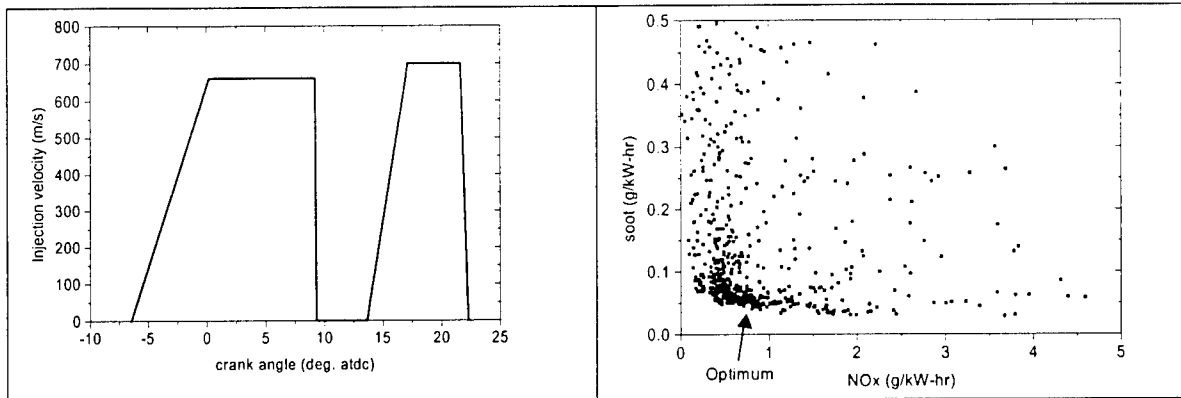 800
700
600
500
400
300
200
100
0
Injection velocity (m/s)
-10 -5 0 5 10 15 20 25
crank angle (deg. atdc)
0.5
0.4
0.3
0.2
0.1
0.0
soot (g/kW-hr)
0 1 2 3 4 5
Optimum
NOx (g/kW-hr)